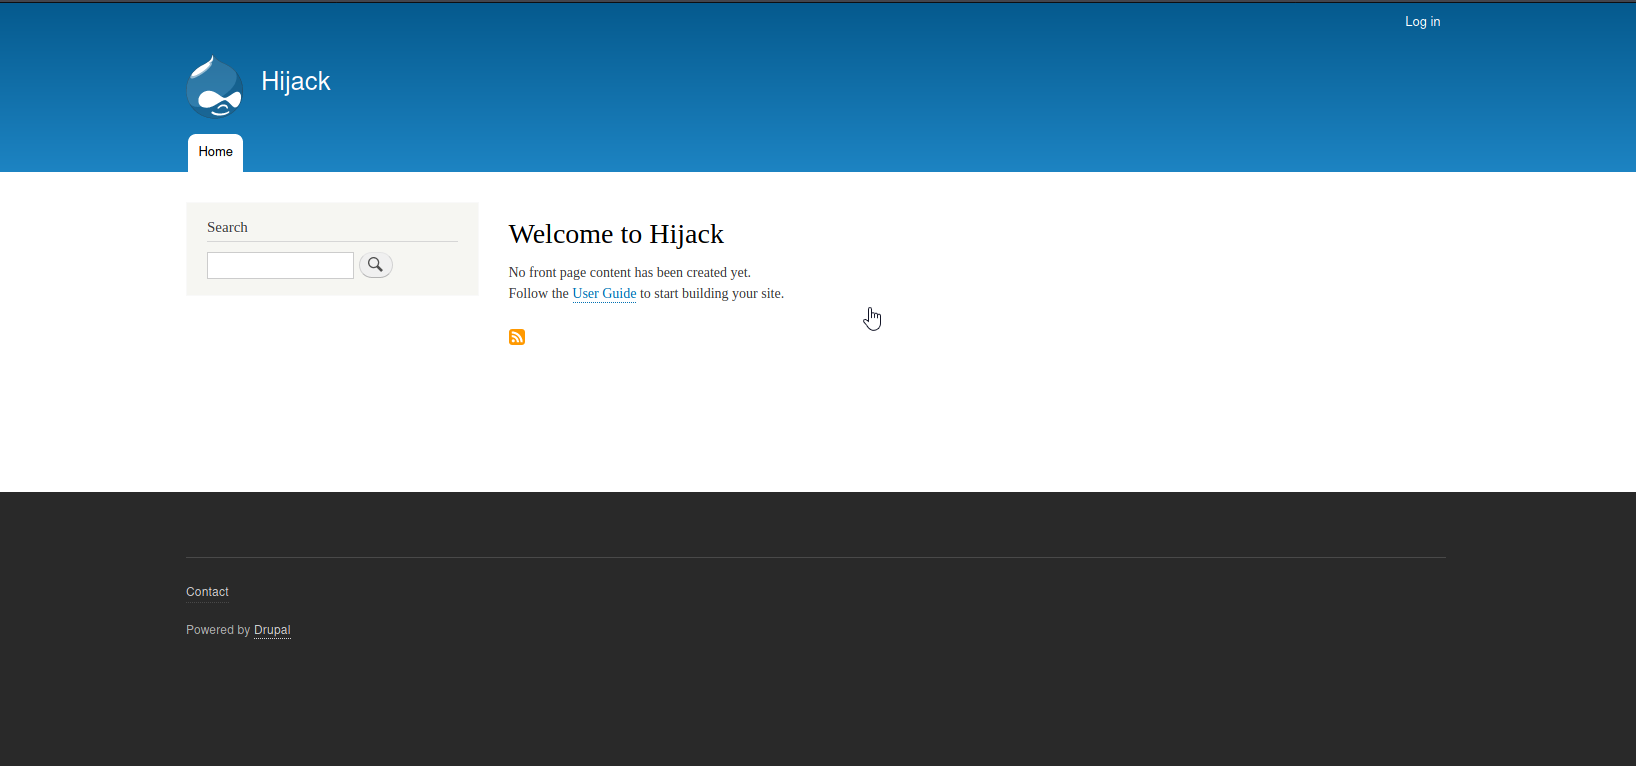 Log in
Hijack
Home
Search
Welcome to Hijack
No front page content has been created yet.
Follow the User Guide to start building your site.
Contact
Powered by Drupal